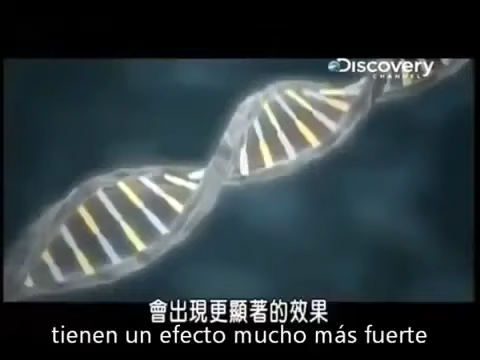 Discovery
CHANNEL
會出現更顯著的效果
tienen un efecto mucho más fuerte